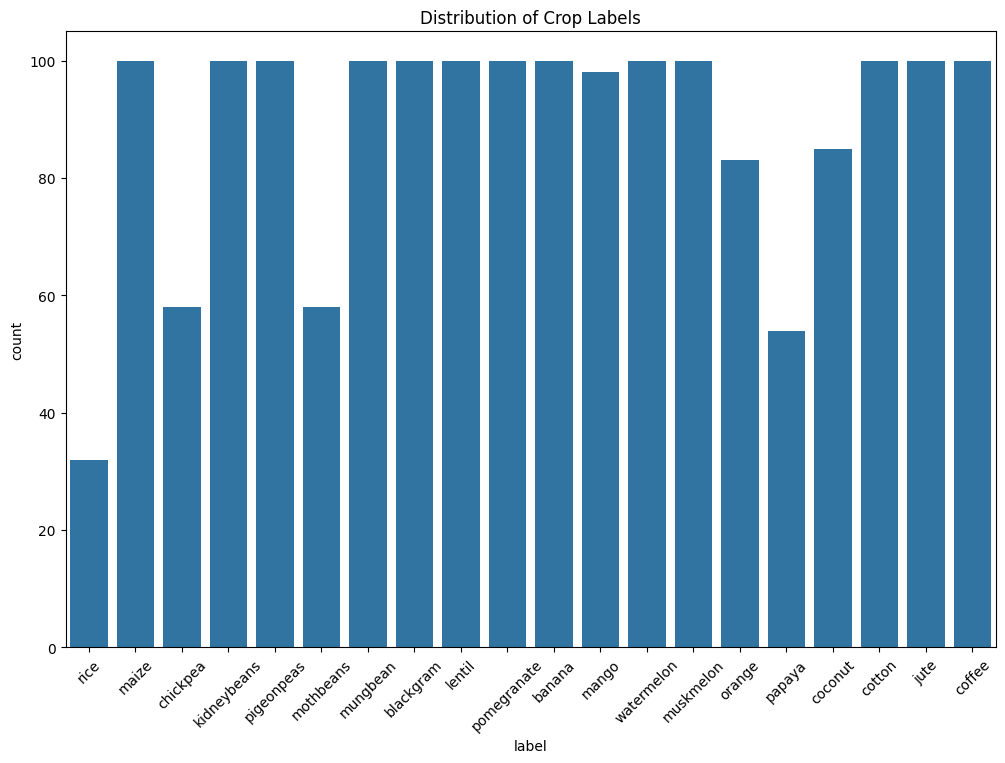 Distribution of Crop Labels
100
80
60
40
20
0
count
rice
maize
chickpea
kidneybeans
pigeonpeas
mothbeans
mungbean
blackgram
lentil
pomegranate
banana
mango
watermelon
muskmelon
orange
papaya
coconut
cotton
jute
coffee
label